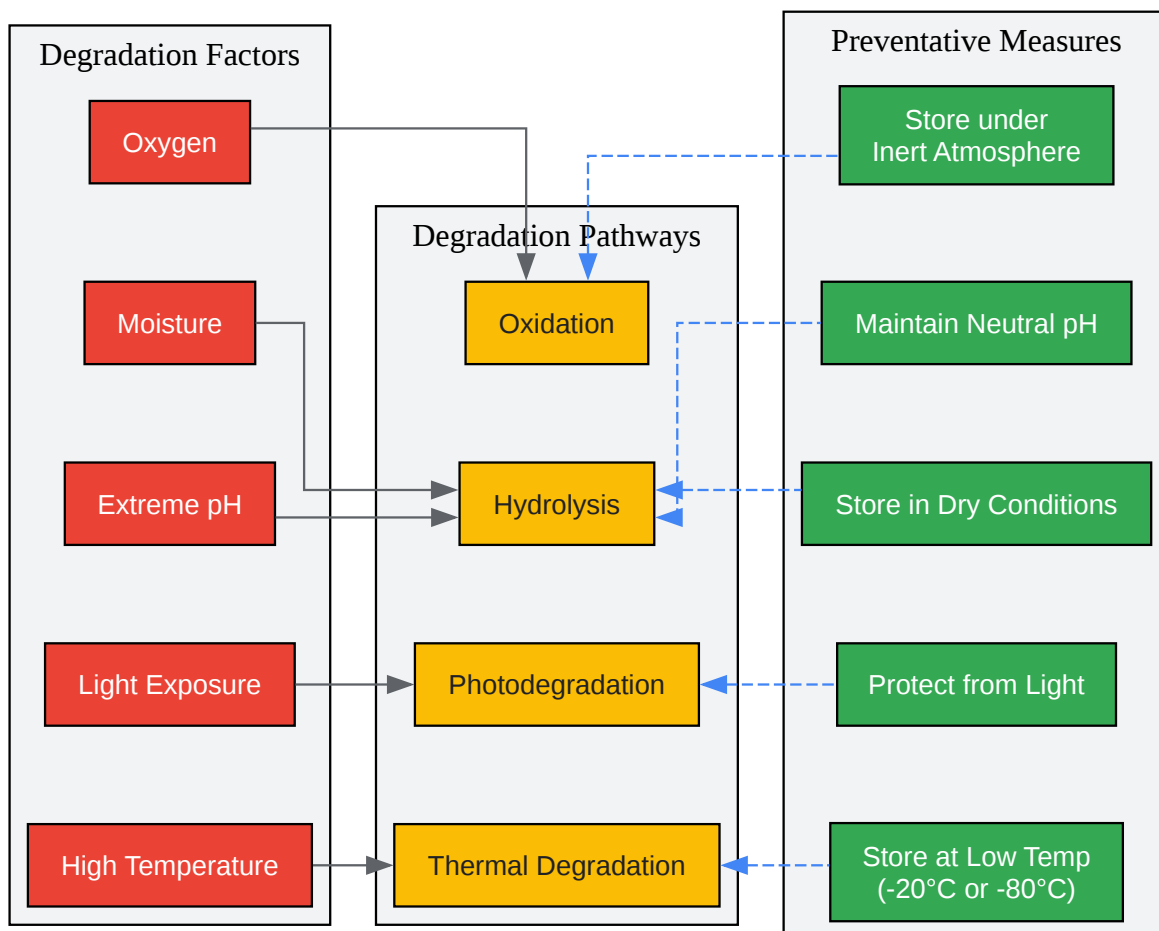 Degradation Factors
Oxygen
Moisture
Extreme pH
Light Exposure
High Temperature
Degradation Pathways
Oxidation
Hydrolysis
Photodegradation
Thermal Degradation
Preventative Measures
Store under
Inert Atmosphere
Maintain Neutral pH
Store in Dry Conditions
Protect from Light
Store at Low Temp
(-20°C or -80°C)